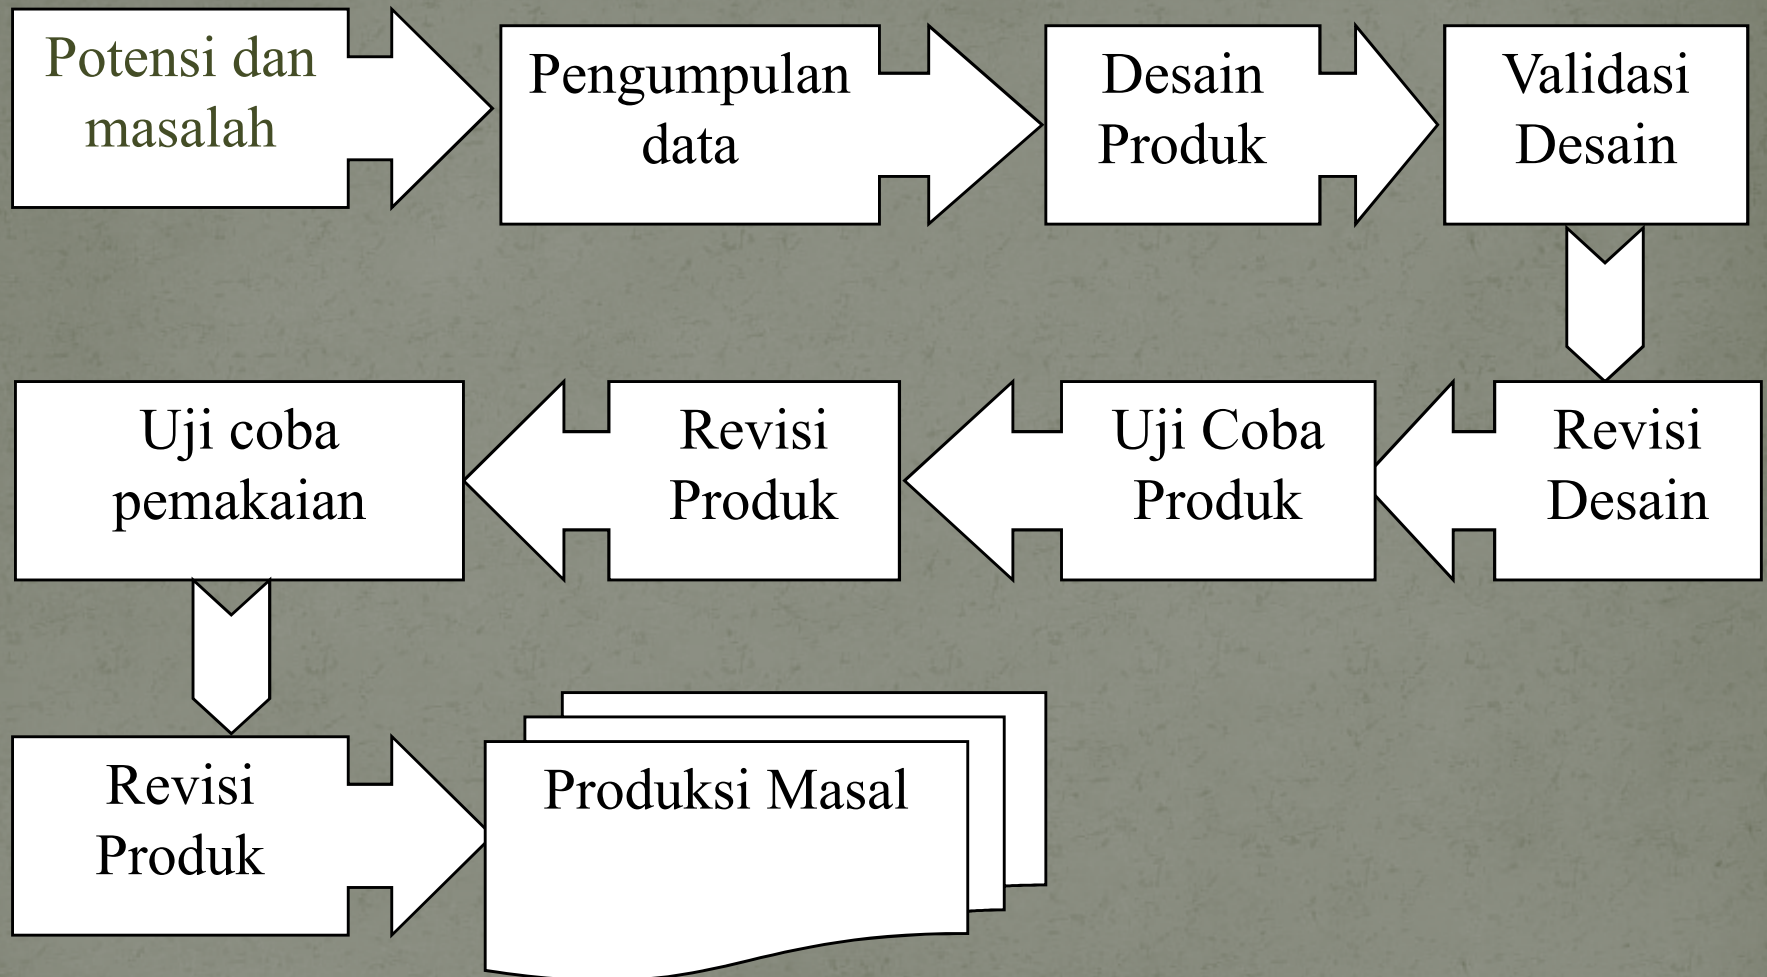 Potensi dan
masalah
Pengumpulan
data
Desain
Produk
Validasi
Desain
Revisi
Desain
Uji Coba
Produk
Revisi
Produk
Uji coba
pemakaian
Revisi
Produk
Produksi Masal